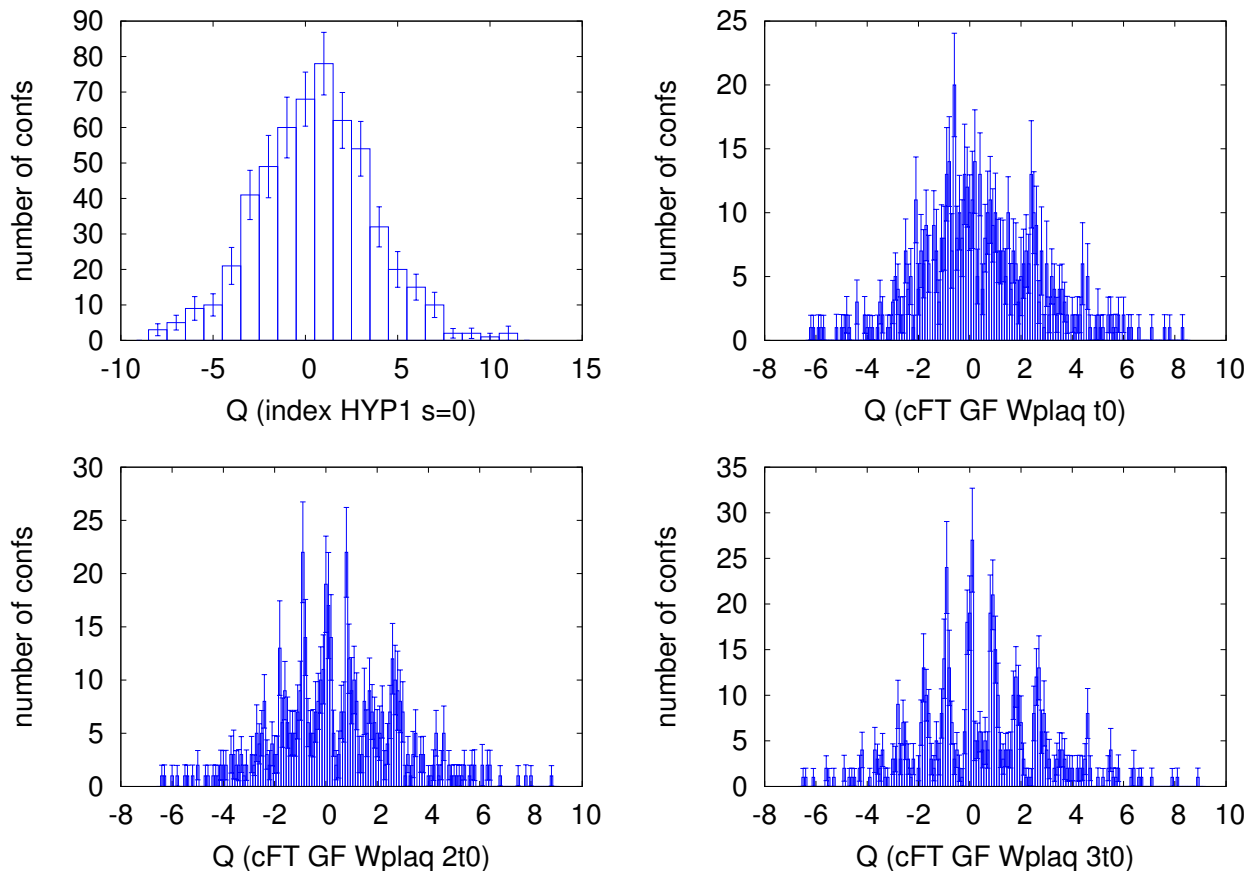 90
80
70
60
50
40
30
20
10
0
number of confs
-10 -5 0 5 10 15
Q (index HYP1 s=0)
25
20
15
10
5
0
number of confs
-8 -6 -4 -2 0 2 4 6 8 10
Q (cFT GF Wplaq t0)
30
25
20
15
10
5
0
number of confs
-8 -6 -4 -2 0 2 4 6 8 10
Q (cFT GF Wplaq 2t0)
35
30
25
20
15
10
5
0
number of confs
-8 -6 -4 -2 0 2 4 6 8 10
Q (cFT GF Wplaq 3t0)